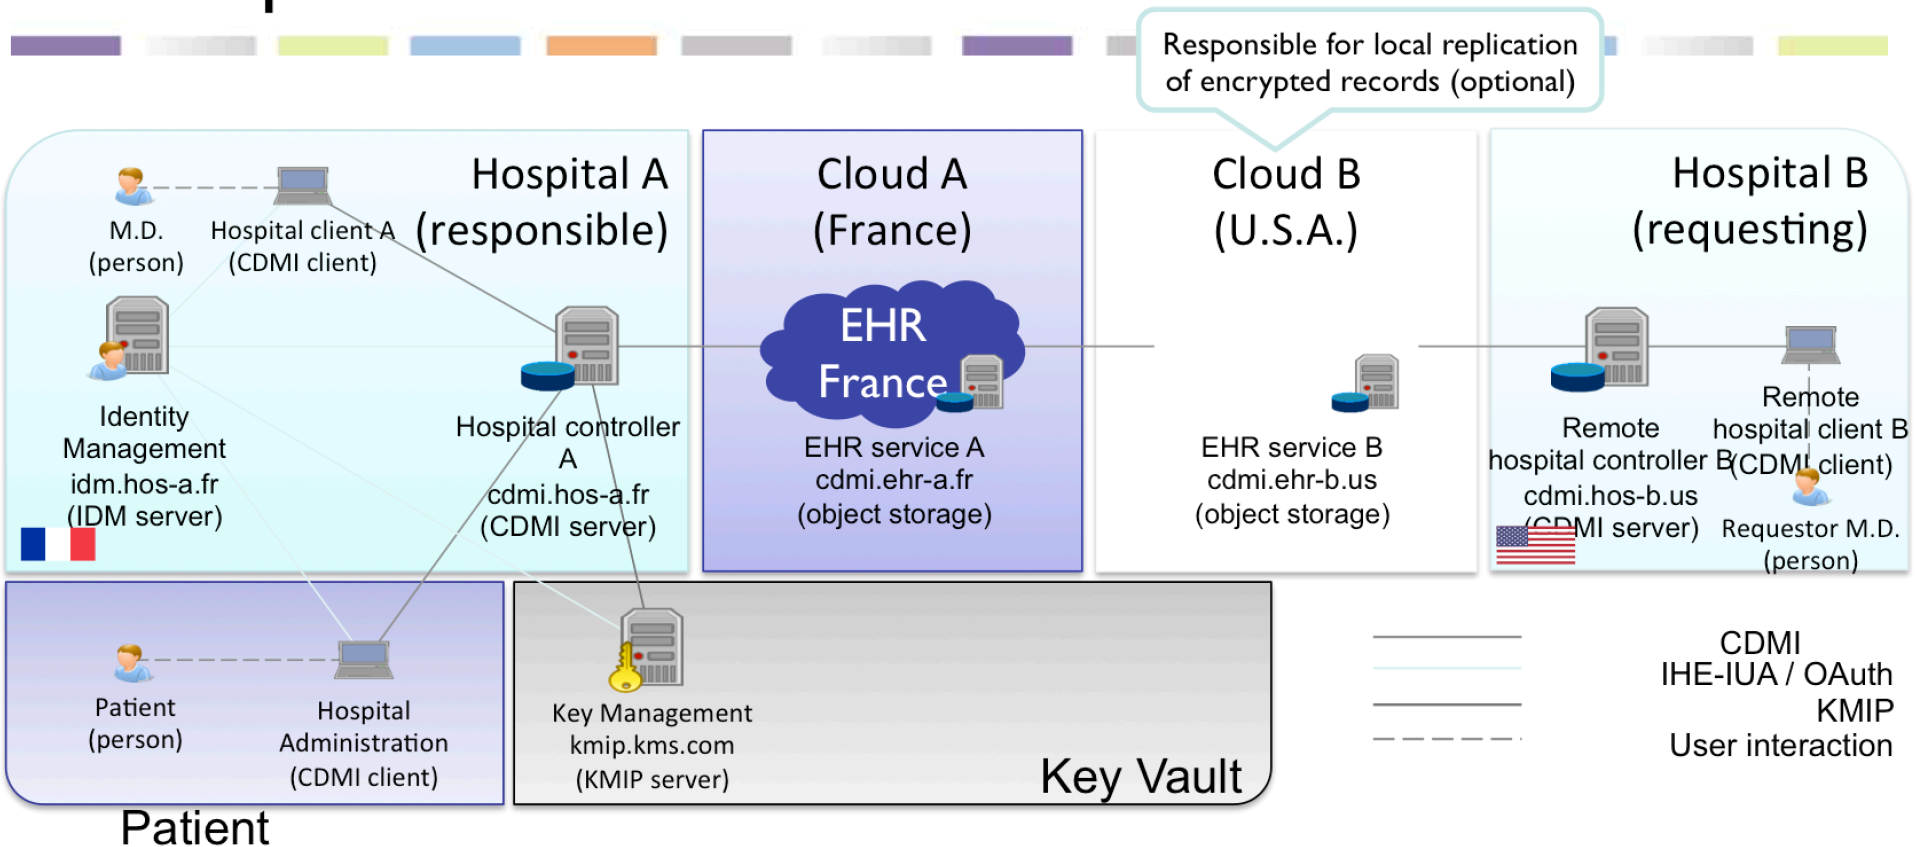 Responsible for local replication
of encrypted records (optional)
Hospital A
(responsible)
M.D.
(person)
Hospital client A
(CDMI client)
Identity
Management
idm.hos-a.fr
(IDM server)
Hospital controller
A
cdmi.hos-a.fr
(CDMI server)
Cloud A
(France)
EHR
France
EHR service A
cdmi.ehr-a.fr
(object storage)
Cloud B
(U.S.A.)
EHR service B
cdmi.ehr-b.us
(object storage)
Hospital B
(requesting)
Remote
hospital controller B
cdmi.hos-b.us
(CDMI server)
Remote
hospital client B
(CDMI client)
Requestor M.D.
(person)
Patient
(person)
Hospital
Administration
(CDMI client)
Patient
Key Management
kmip.kms.com
(KMIP server)
Key Vault
CDMI
IHE-IUA / OAuth
KMIP
User interaction